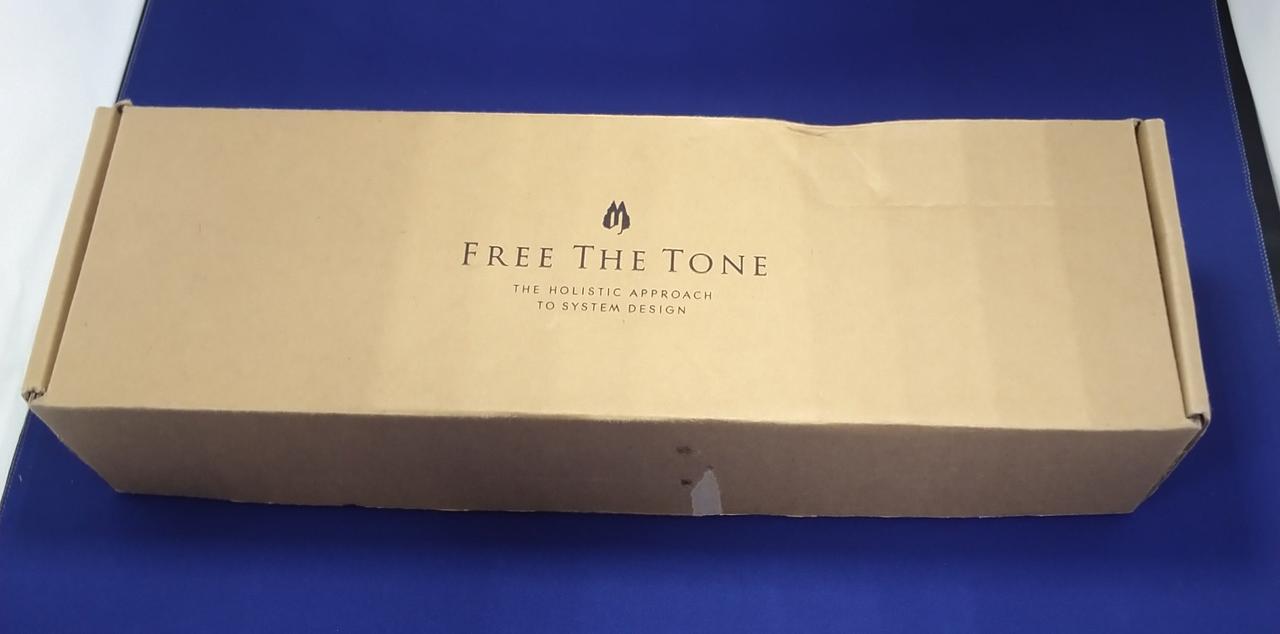 FREE THE TONE
THE HOLISTIC APPROACH
TO SYSTEM DESIGN